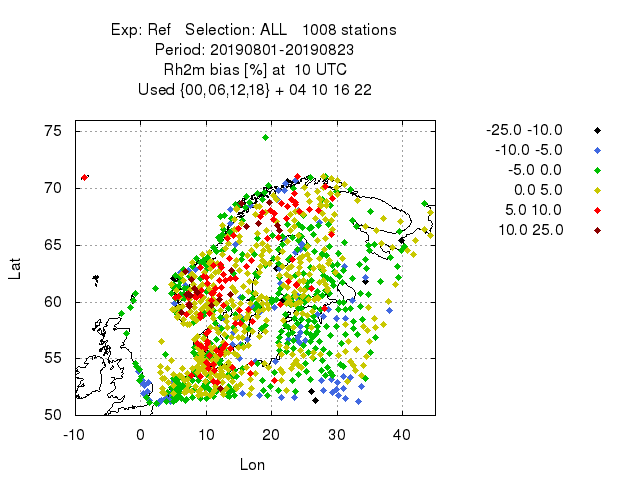 Exp: Ref   Selection: ALL   1008 stations
Period: 20190801-20190823
Rh2m bias [%] at  10 UTC
Used {00,06,12,18} + 04 10 16 22
-25.0 -10.0
-10.0 -5.0
-5.0 0.0
0.0 5.0
5.0 10.0
10.0 25.0
75
70
65
60
55
50
Lat
-10 0 10 20 30 40
Lon